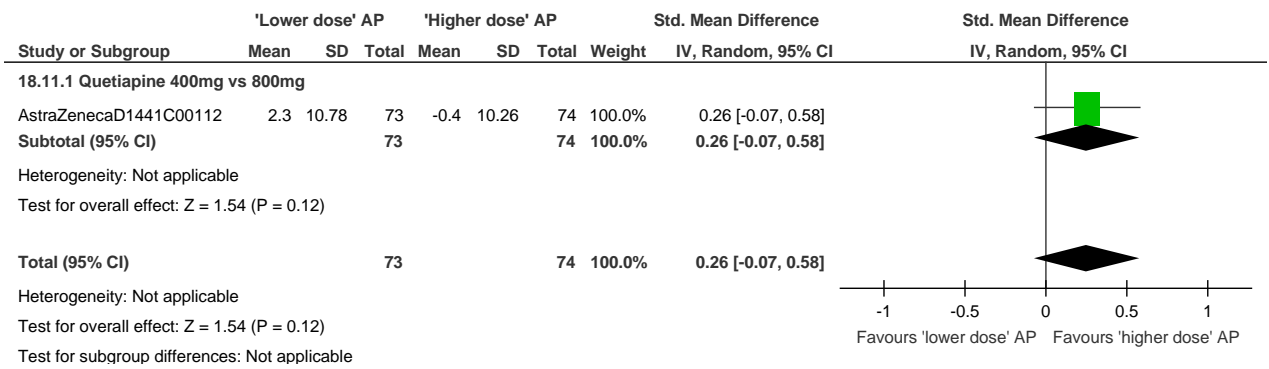 'Lower dose' AP 'Higher dose' AP Std. Mean Difference Std. Mean Difference
Study or Subgroup Mean SD Total Mean SD Total Weight IV, Random, 95% CI IV, Random, 95% CI
18.11.1 Quetiapine 400mg vs 800mg
AstraZenecaD1441C00112 2.3 10.78 73 -0.4 10.26 74 100.0% 0.26 [-0.07, 0.58]
Subtotal (95% CI) 73 74 100.0% 0.26 [-0.07, 0.58]
Heterogeneity: Not applicable
Test for overall effect: Z = 1.54 (P = 0.12)
Total (95% CI) 73 74 100.0% 0.26 [-0.07, 0.58]
Heterogeneity: Not applicable
Test for overall effect: Z = 1.54 (P = 0.12)
Test for subgroup differences: Not applicable
-1 -0.5 0 0.5 1
Favours 'lower dose' AP Favours 'higher dose' AP